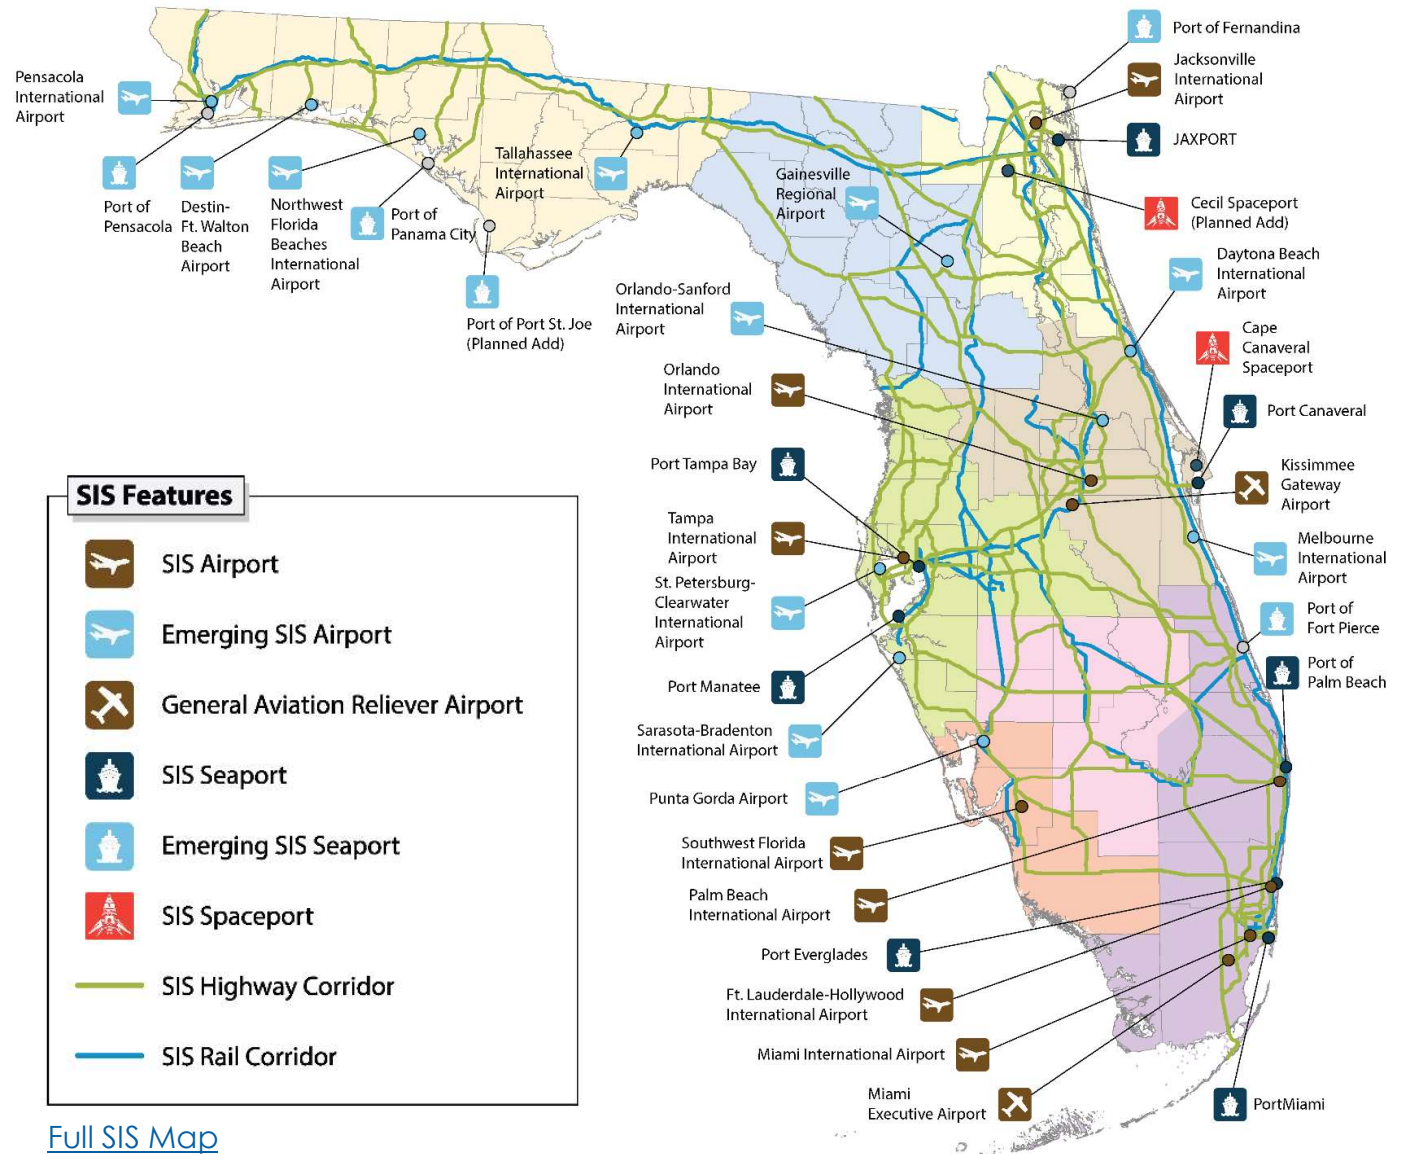 Port of Fernandina
Jacksonville
International
Airport
JAXPORT
Cecil Spaceport
(Planned Add)
Daytona Beach
International
Airport
Cape
Canaveral
Spaceport
Port Canaveral
Kissimmee
Gateway
Airport
Melbourne
International
Airport
Port of
Fort Pierce
Port of
Palm Beach
Pensacola
International
Airport
Port of
Pensacola
Destin-
Ft. Walton
Beach
Airport
Northwest
Florida
Beaches
International
Airport
Port of
Panama City
Tallahassee
International
Airport
Port of Port St. Joe
(Planned Add)
Gainesville
Regional
Airport
Orlando-Sanford
International
Airport
Orlando
International
Airport
Port Tampa Bay
Tampa
International
Airport
St. Petersburg-
Clearwater
International
Airport
Port Manatee
Sarasota-Bradenton
International Airport
Punta Gorda Airport
Southwest Florida
International Airport
Palm Beach
International Airport
Port Everglades
Ft. Lauderdale-Hollywood
International Airport
Miami International Airport
Miami
Executive Airport
PortMiami
SIS Features
SIS Airport
Emerging SIS Airport
General Aviation Reliever Airport
SIS Seaport
Emerging SIS Seaport
SIS Spaceport
SIS Highway Corridor
SIS Rail Corridor
Full SIS Map